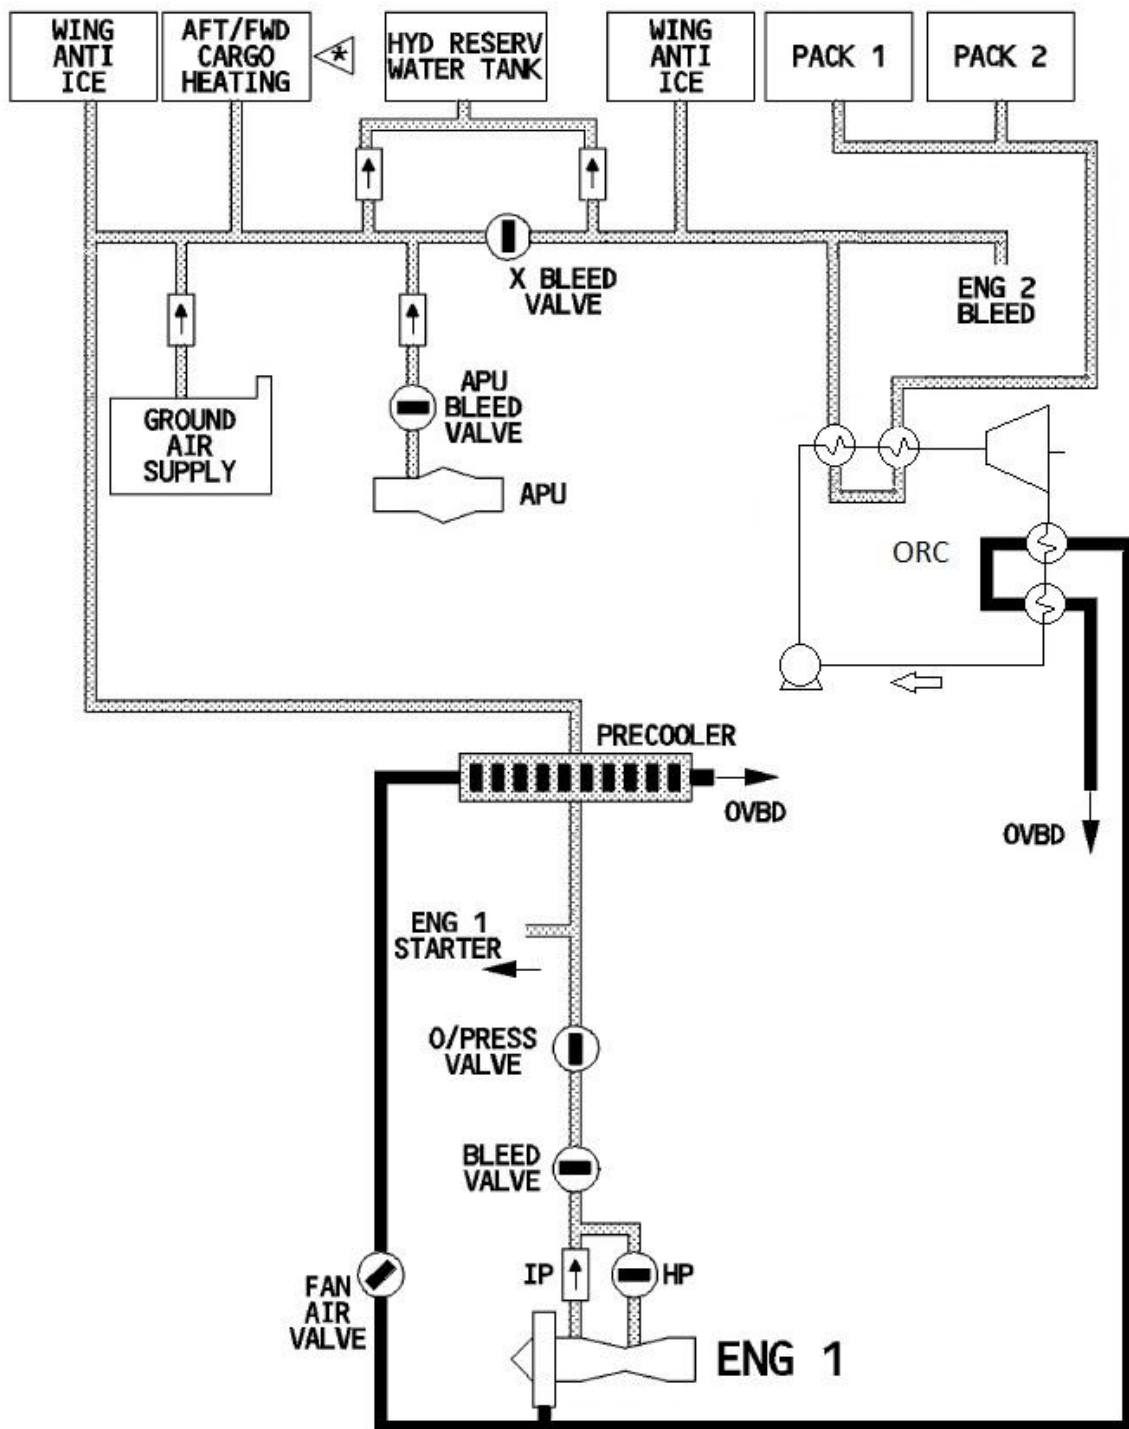 WING
ANTI
ICE
AFT/FWD
CARGO
HEATING
*
HYD RESERV
WATER TANK
WING
ANTI
ICE
PACK 1
PACK 2
X BLEED
VALVE
ENG 2
BLEED
GROUND
AIR
SUPPLY
APU
BLEED
VALVE
APU
ORC
PRECOOLER
OVBD
OVBD
ENG 1
STARTER
O/PRESS
VALVE
BLEED
VALVE
IP
HP
FAN
AIR
VALVE
ENG 1